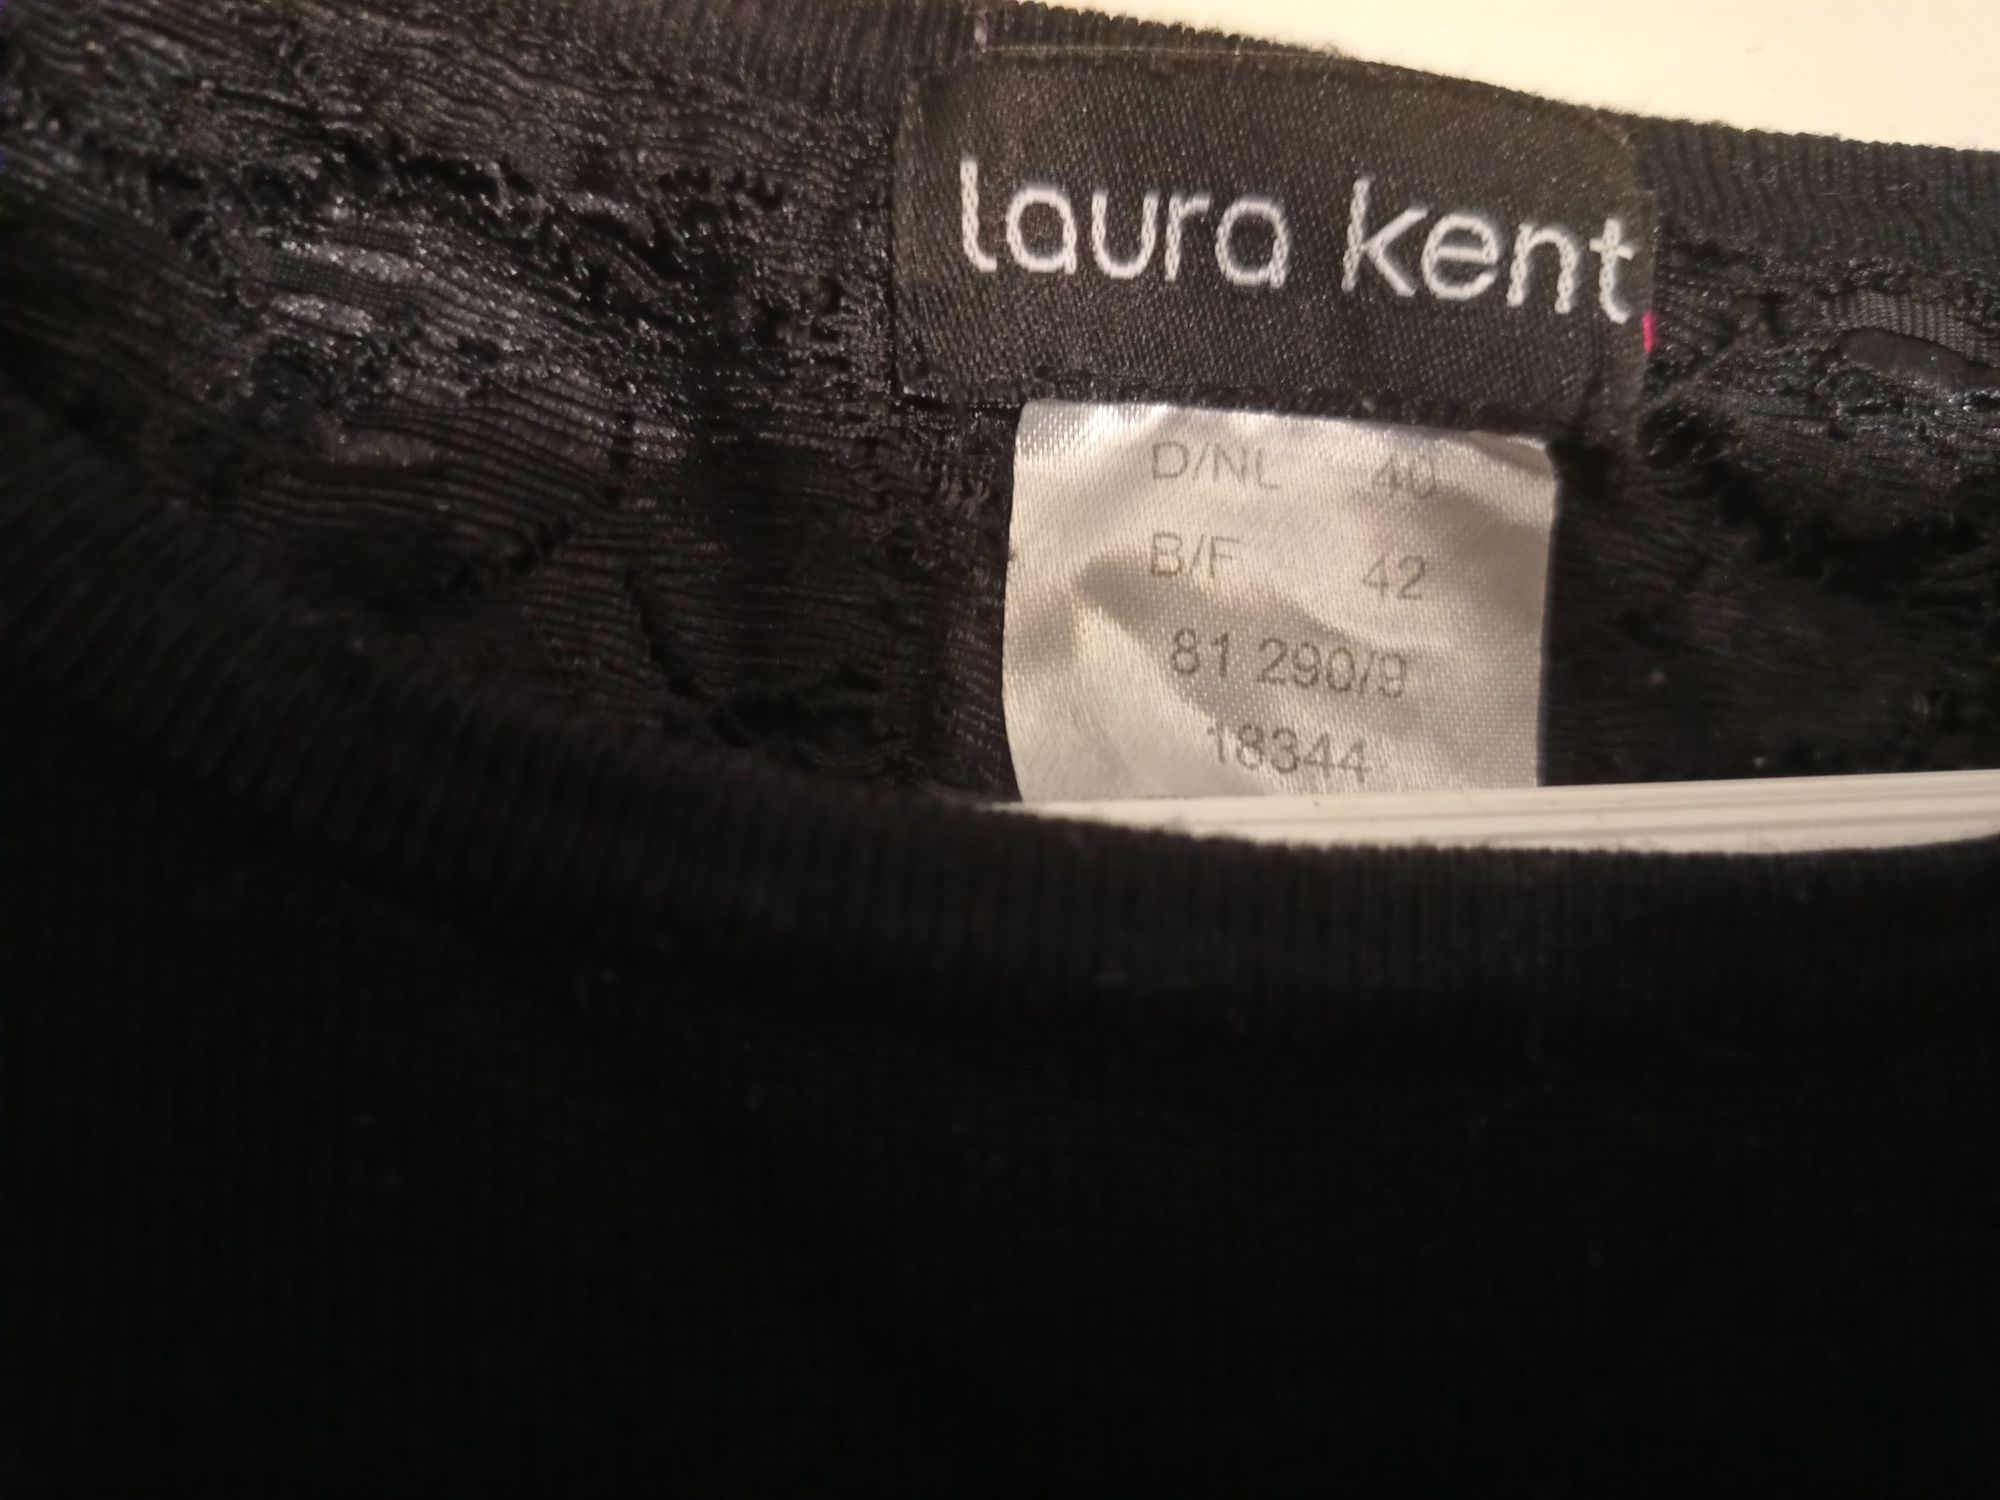 laura kent
D/NL 40
B/F 42
81 290/9
18344